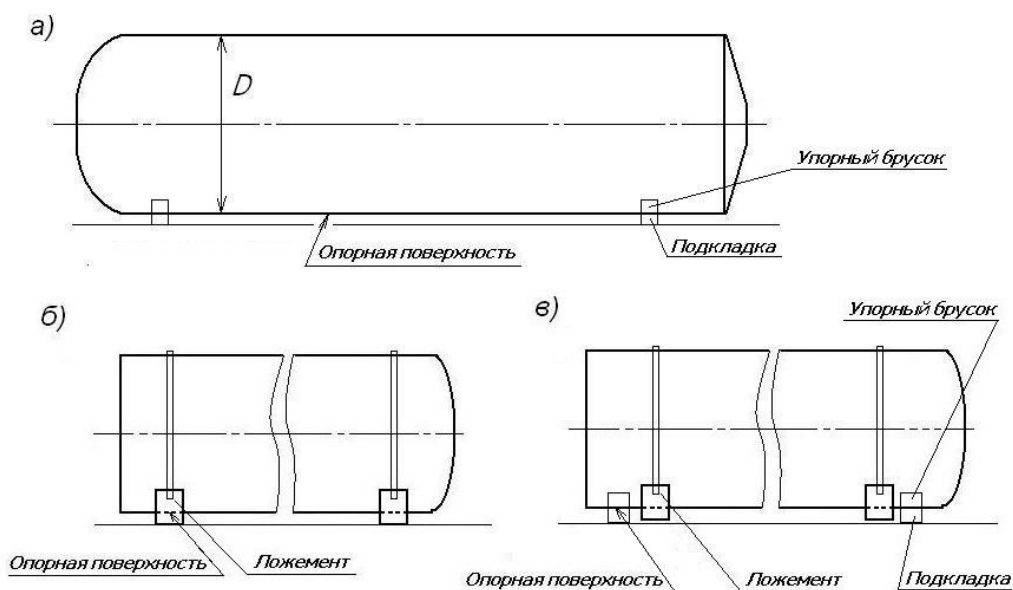 а)
D
Упорный брусок
Опорная поверхность
Подкладка
б)
Опорная поверхность
Ложемент
в)
Упорный брусок
Опорная поверхность
Ложемент
Подкладка